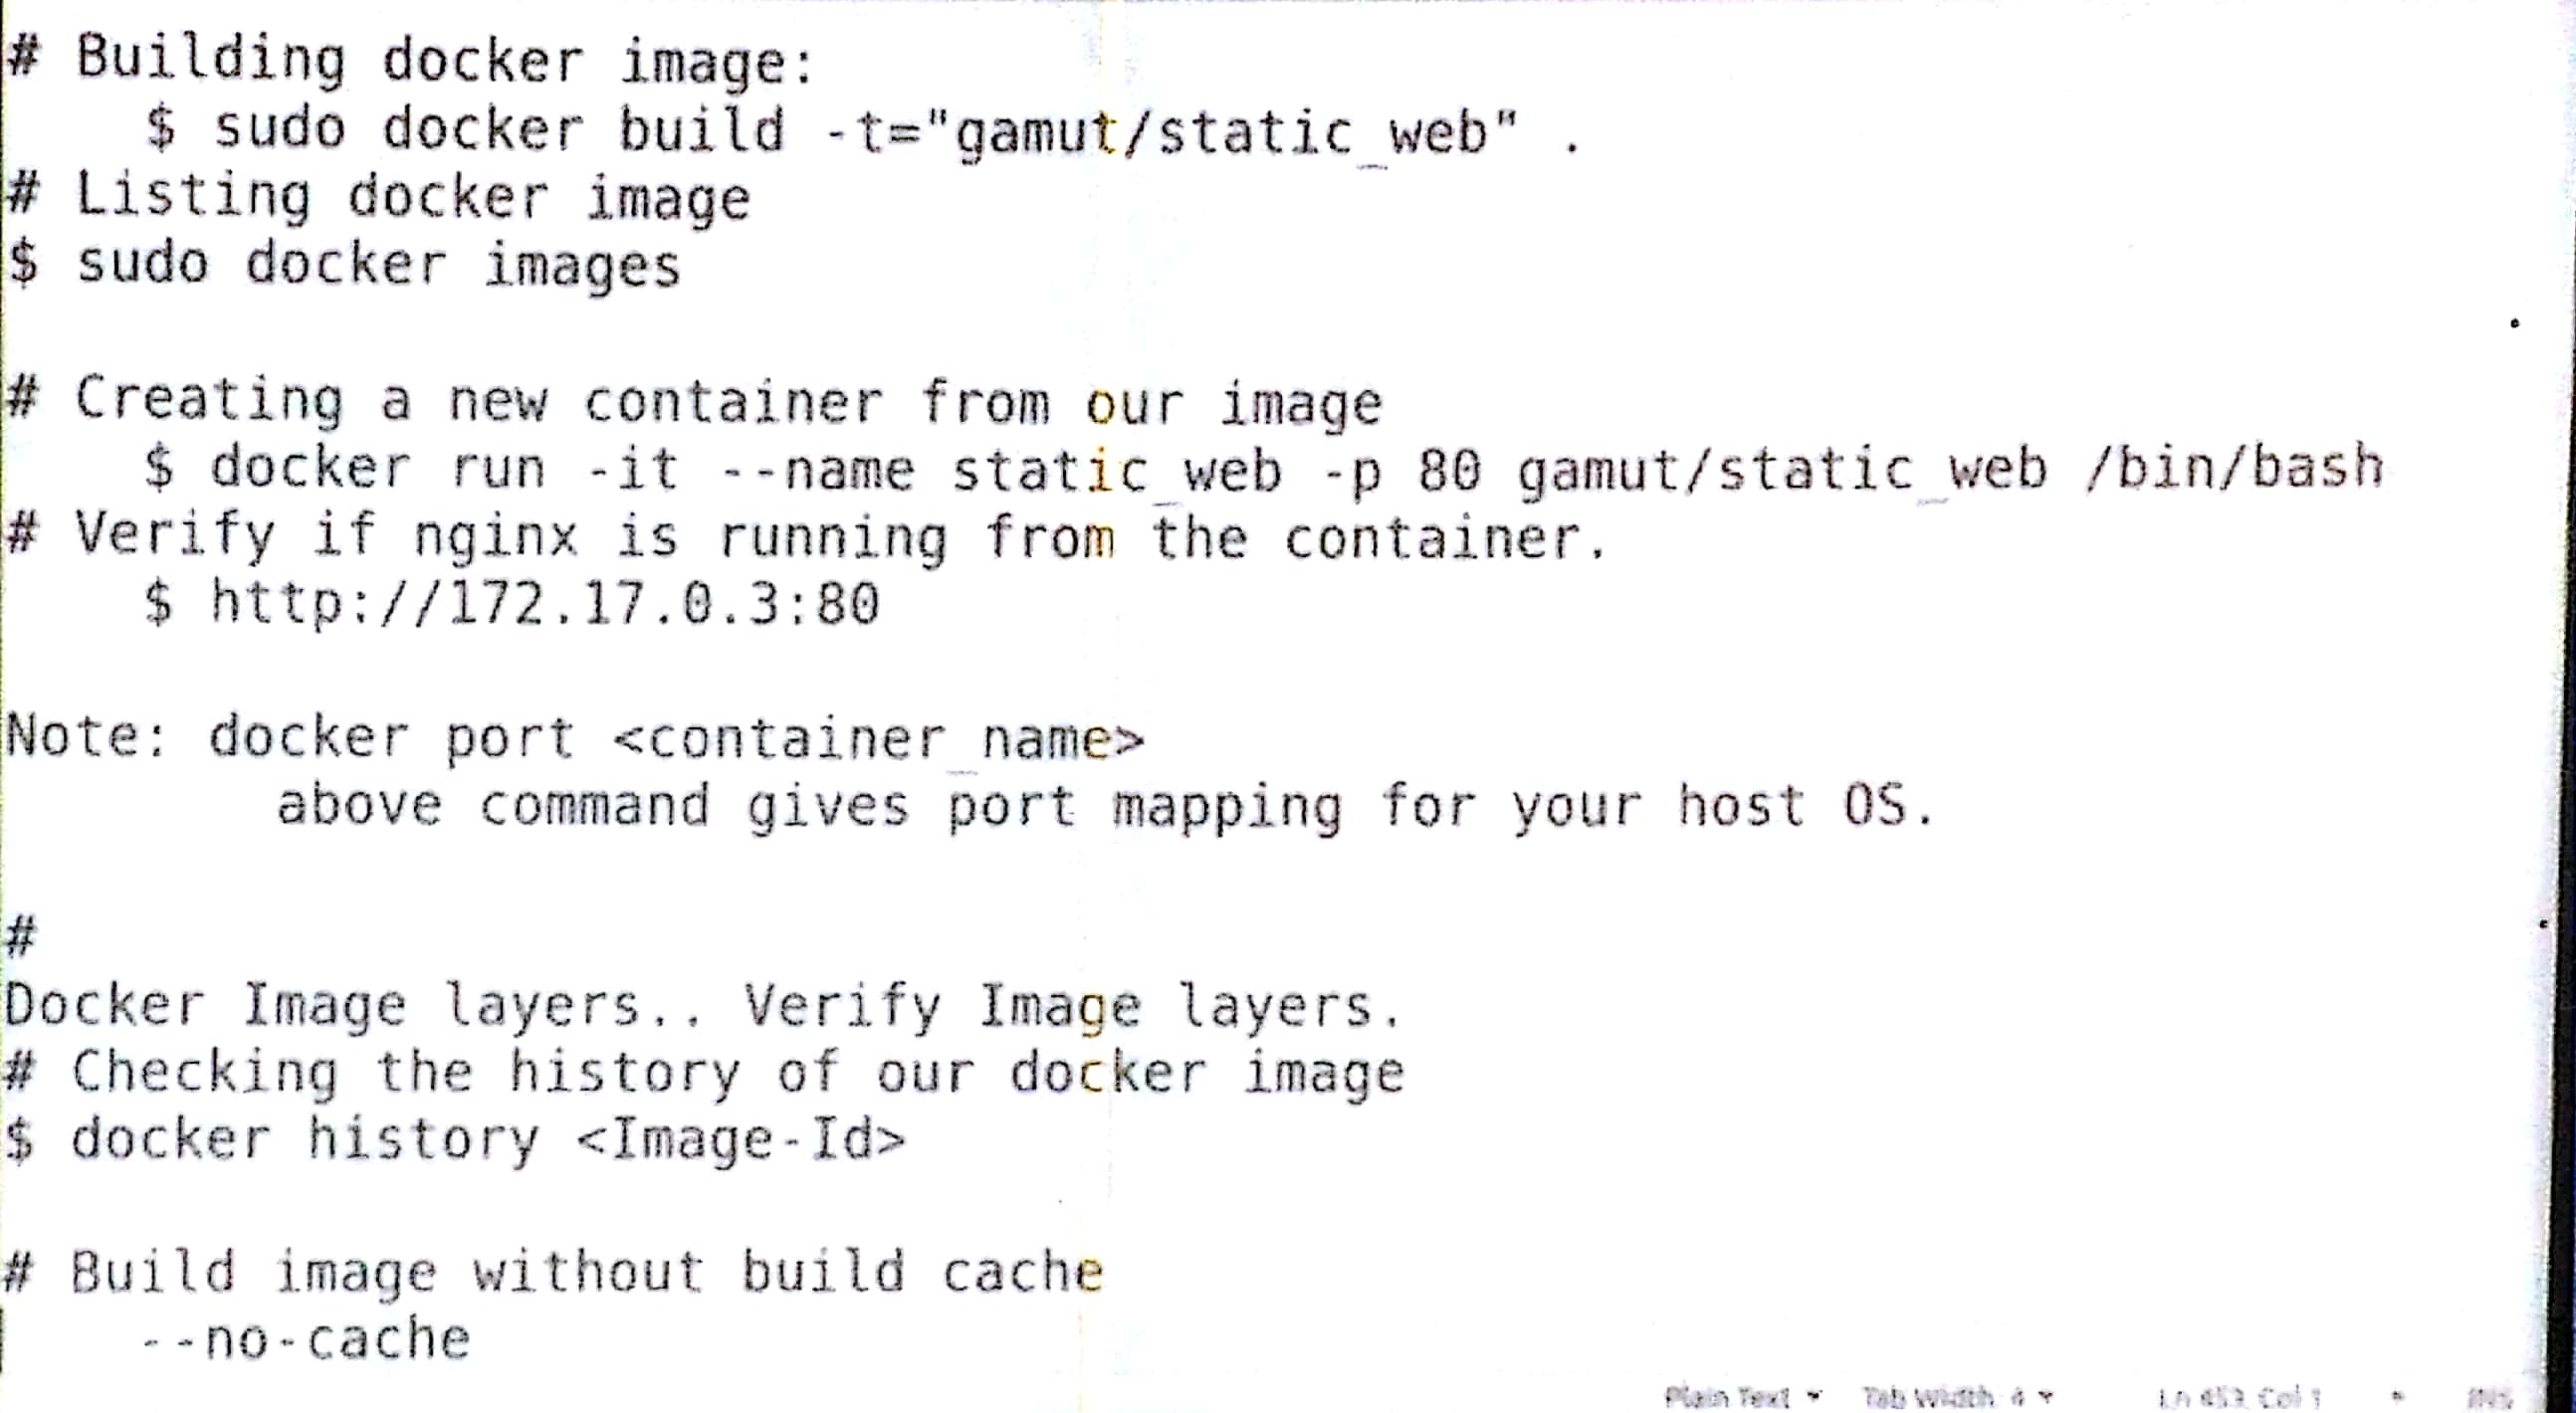 # Building docker image:
$ sudo docker build -t="gamut/static_web" .
# Listing docker image
$ sudo docker images
# Creating a new container from our image
$ docker run -it --name static_web -p 80 gamut/static_web /bin/bash
# Verify if nginx is running from the container.
$ http://172.17.0.3:80
Note: docker port <container_name>
above command gives port mapping for your host OS.
#
Docker Image layers.. Verify Image layers.
# Checking the history of our docker image
$ docker history <Image-Id>
# Build image without build cache
--no-cache
Plain Text Tab Width 4 Ln 453, Col 1 INS